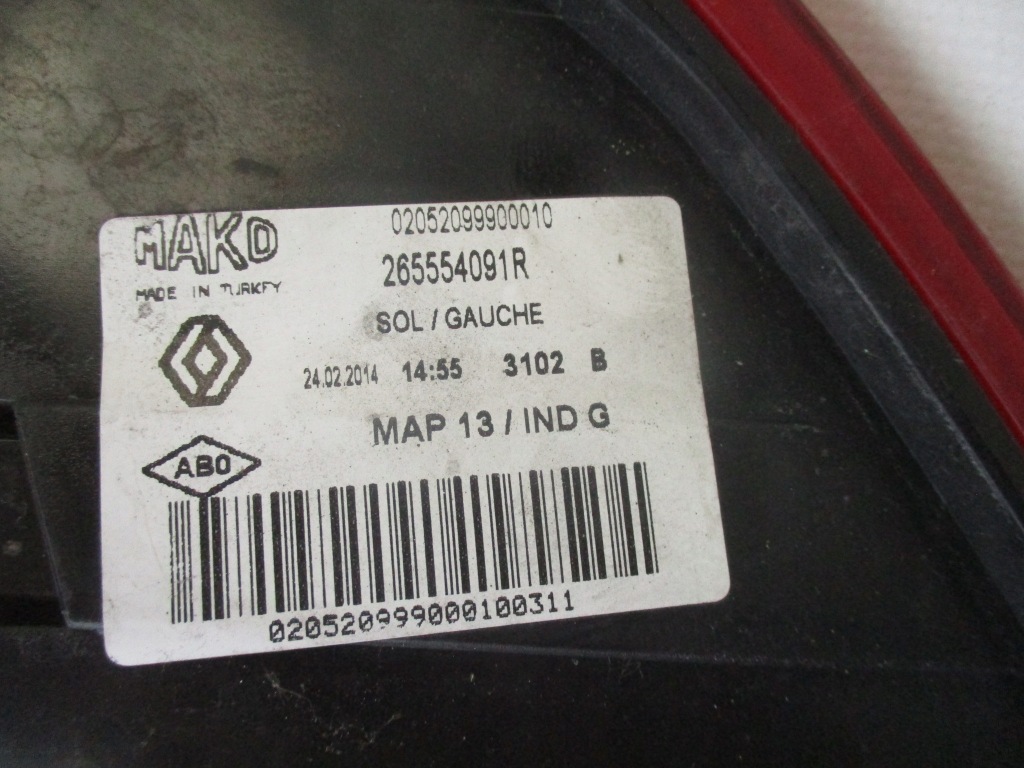 MAKO
02052099900010
MADE IN TURKEY
265554091R
SOL / GAUCHE
24.02.2014 14:55 3102 B
MAP 13 / IND G
ABO
020520999000100311